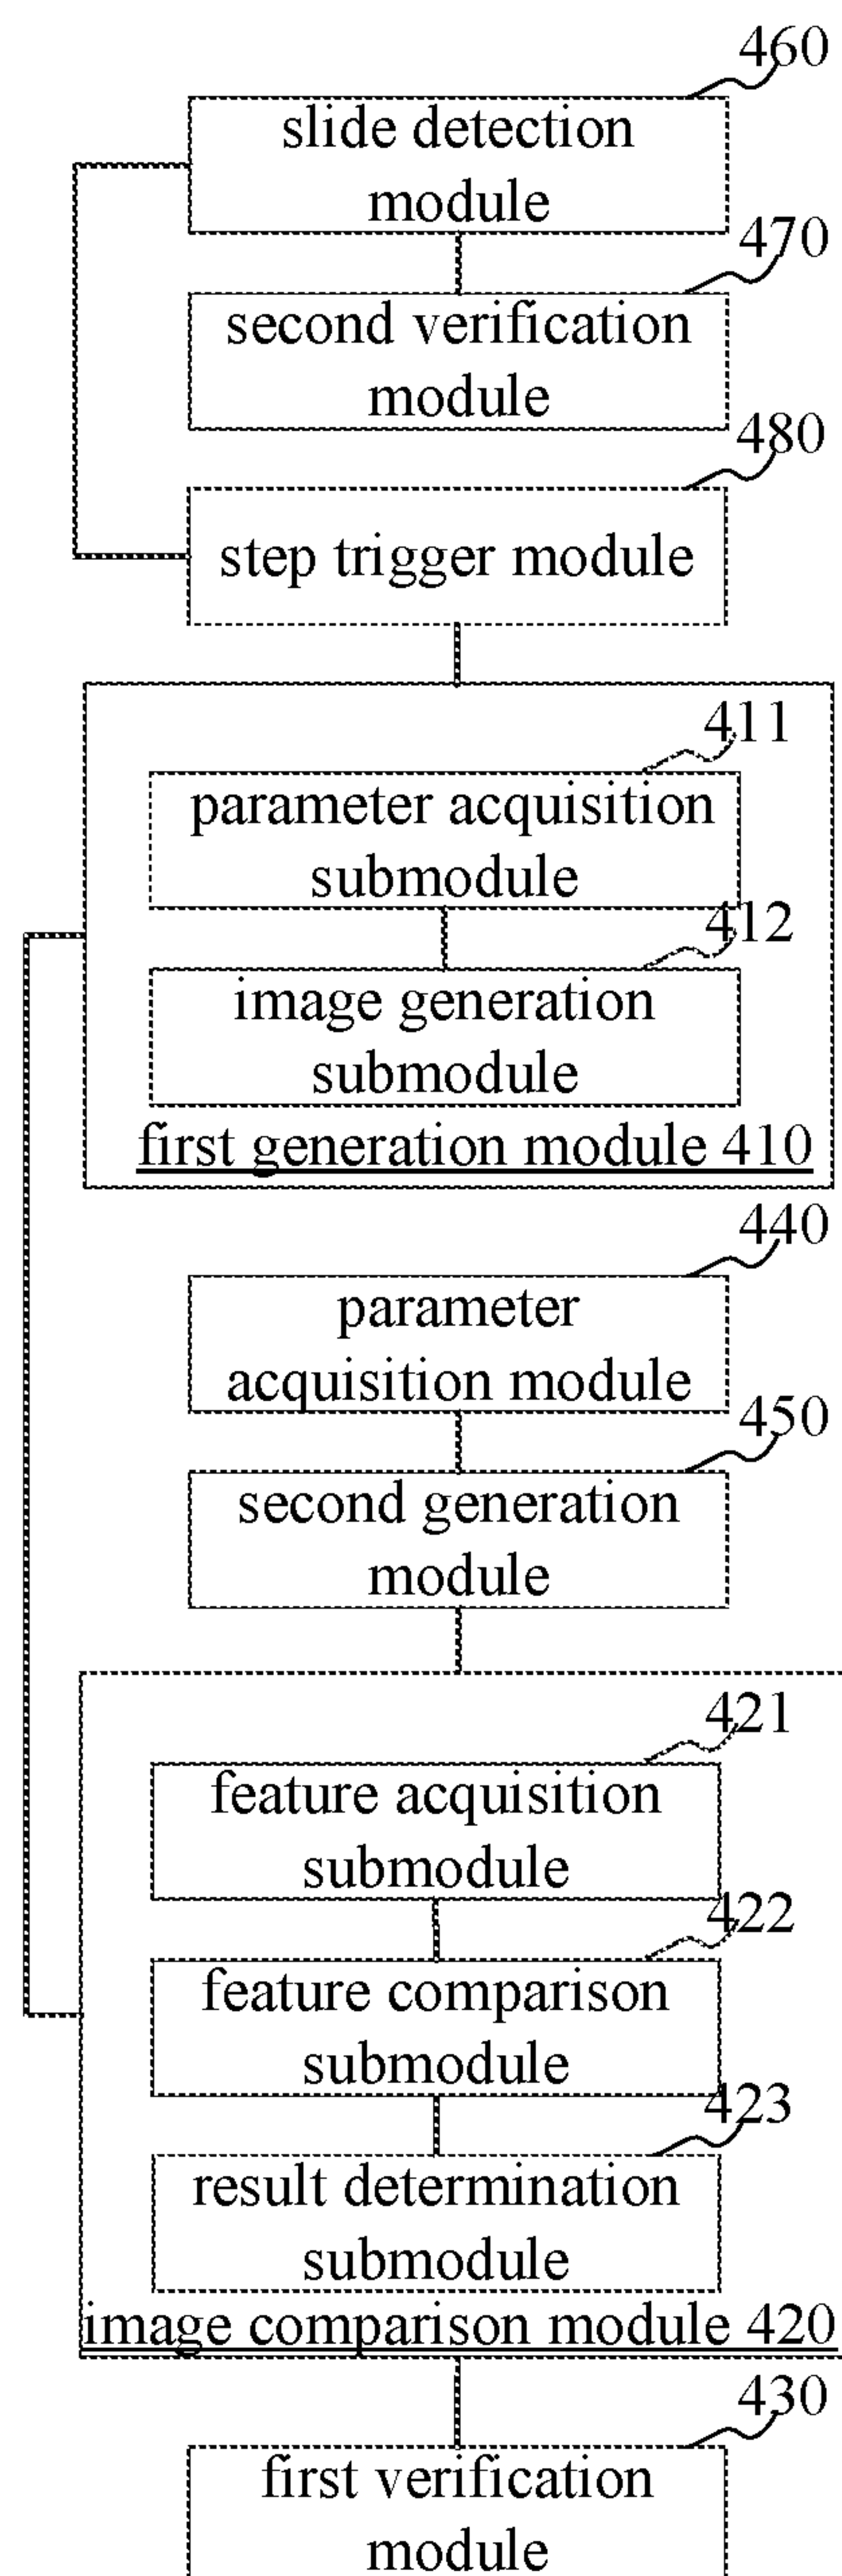 460
slide detection
module
470
second verification
module
480
step trigger module
411
parameter acquisition
submodule
412
image generation
submodule
first generation module 410
440
parameter
acquisition module
450
second generation
module
421
feature acquisition
submodule
422
feature comparison
submodule
423
result determination
submodule
image comparison module 420
430
first verification
module